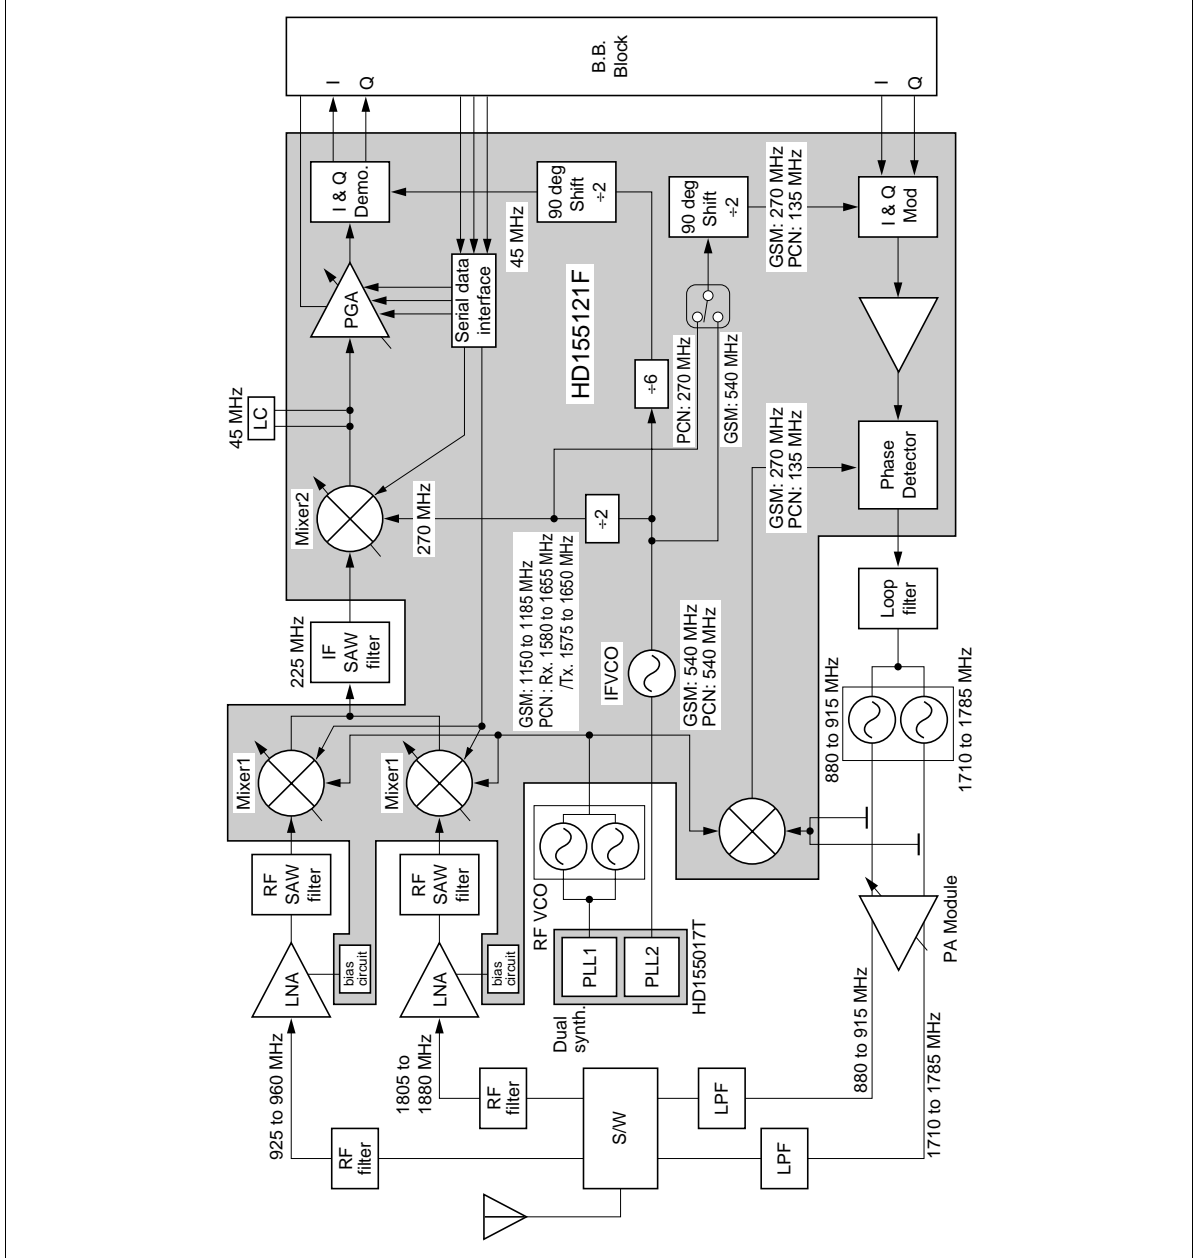 B.B.
Block
I
Q
I
Q
I & Q
Demo.
90 deg
Shift
÷2
90 deg
Shift
÷2
GSM: 270 MHz
PCN: 135 MHz
I & Q
Mod
PGA
Serial data
interface
45 MHz
HD155121F
÷6
PCN: 270 MHz
GSM: 540 MHz
45 MHz
LC
Mixer2
270 MHz
÷2
GSM: 270 MHz
PCN: 135 MHz
Phase
Detector
225 MHz
IF
SAW
filter
GSM: 1150 to 1185 MHz
PCN : Rx. 1580 to 1655 MHz
/Tx. 1575 to 1650 MHz
IFVCO
GSM: 540 MHz
PCN: 540 MHz
Loop
filter
880 to 915 MHz
1710 to 1785 MHz
Mixer1
Mixer1
RF
SAW
filter
RF
SAW
filter
RF VCO
LNA
bias
circuit
LNA
bias
circuit
PLL1
PLL2
HD155017T
Dual
synth.
PA Module
925 to 960 MHz
1805 to
1880 MHz
880 to 915 MHz
1710 to 1785 MHz
RF
filter
RF
filter
S/W
LPF
LPF